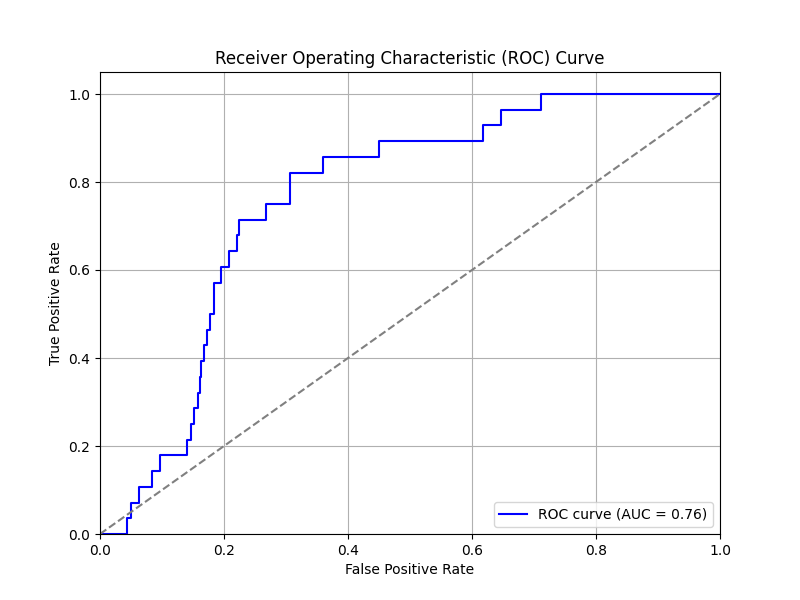 Receiver Operating Characteristic (ROC) Curve
1.0
0.8
0.6
0.4
0.2
0.0
True Positive Rate
0.0 0.2 0.4 0.6 0.8 1.0
False Positive Rate
ROC curve (AUC = 0.76)